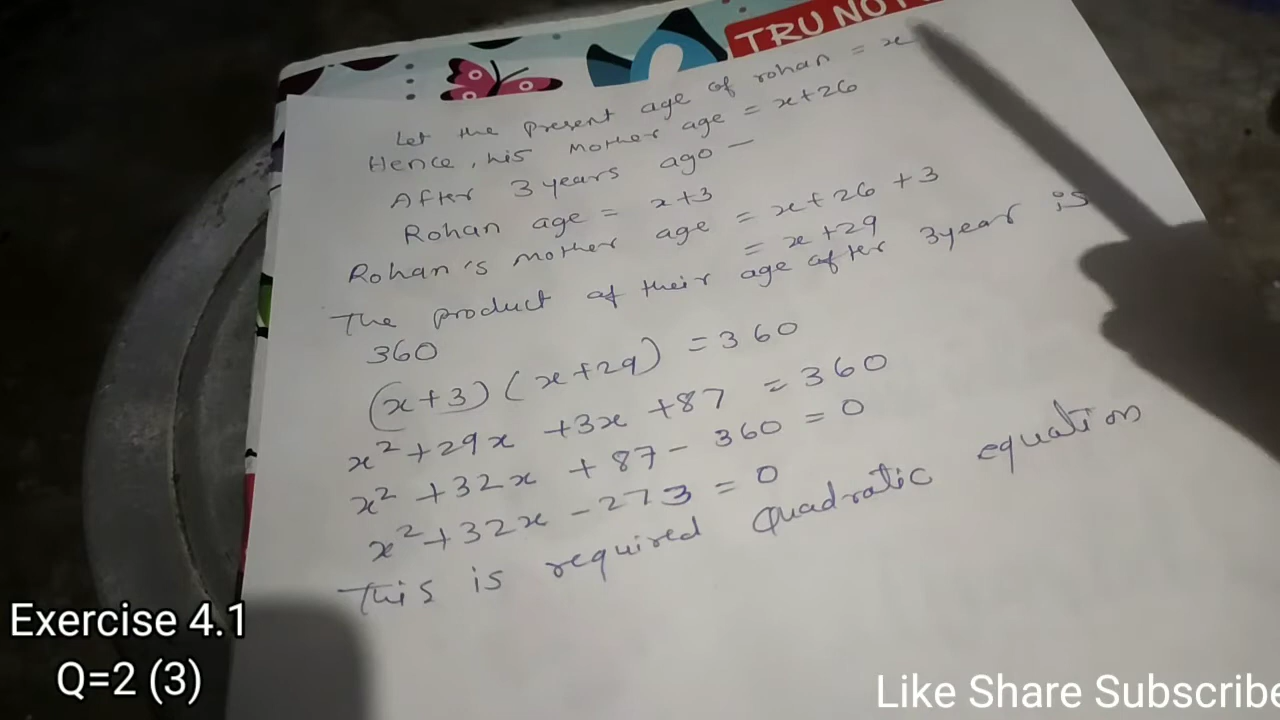 TRU NOT
Let the present age of rohan = x
Hence, his mother age = x+26
After 3 years ago —
Rohan age = x+3
Rohan's mother age = x+26+3
= x+29
The product of their age after 3year is
360
(x+3)(x+29) = 360
x²+29x+3x+87 = 360
x²+32x+87-360=0
x²+32x-273=0
This is required quadratic equation
Exercise 4.1
Q=2 (3)
Like Share Subscribe